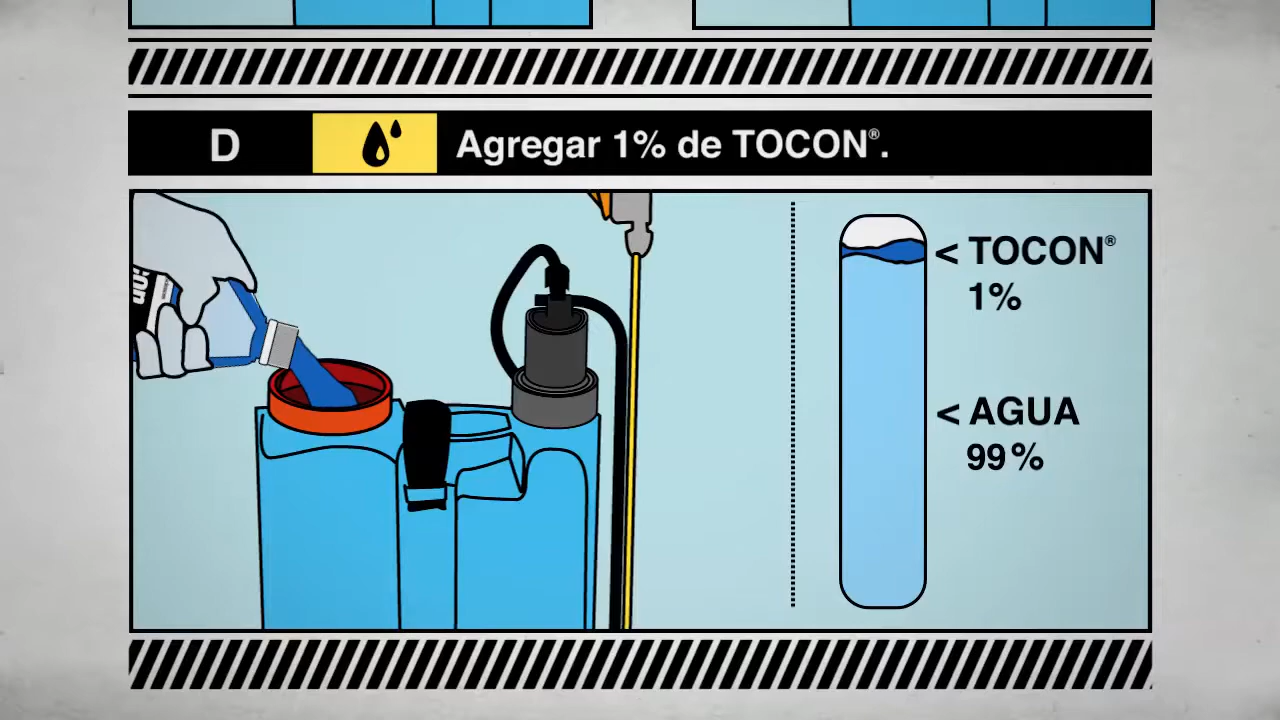 D
Agregar 1% de TOCON®.
< TOCON®
1%
< AGUA
99%